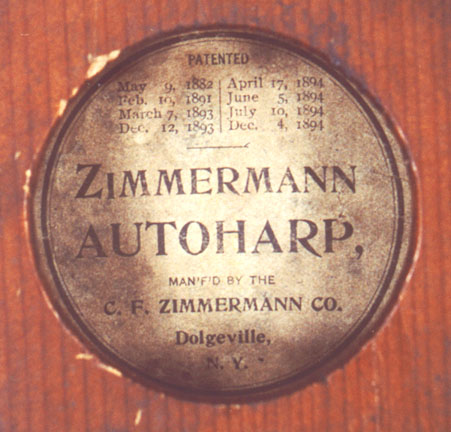 PATENTED
May 9, 1882 April 17, 1894
Feb. 10, 1891 June 5, 1894
March 7, 1893 July 10, 1894
Dec. 12, 1893 Dec. 4, 1894
ZIMMERMANN
AUTOHARP,
MAN'F'D BY THE
C. F. ZIMMERMANN CO.
Dolgeville,
N. Y.